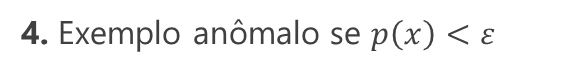 4. Exemplo anômalo se p(x) < ε